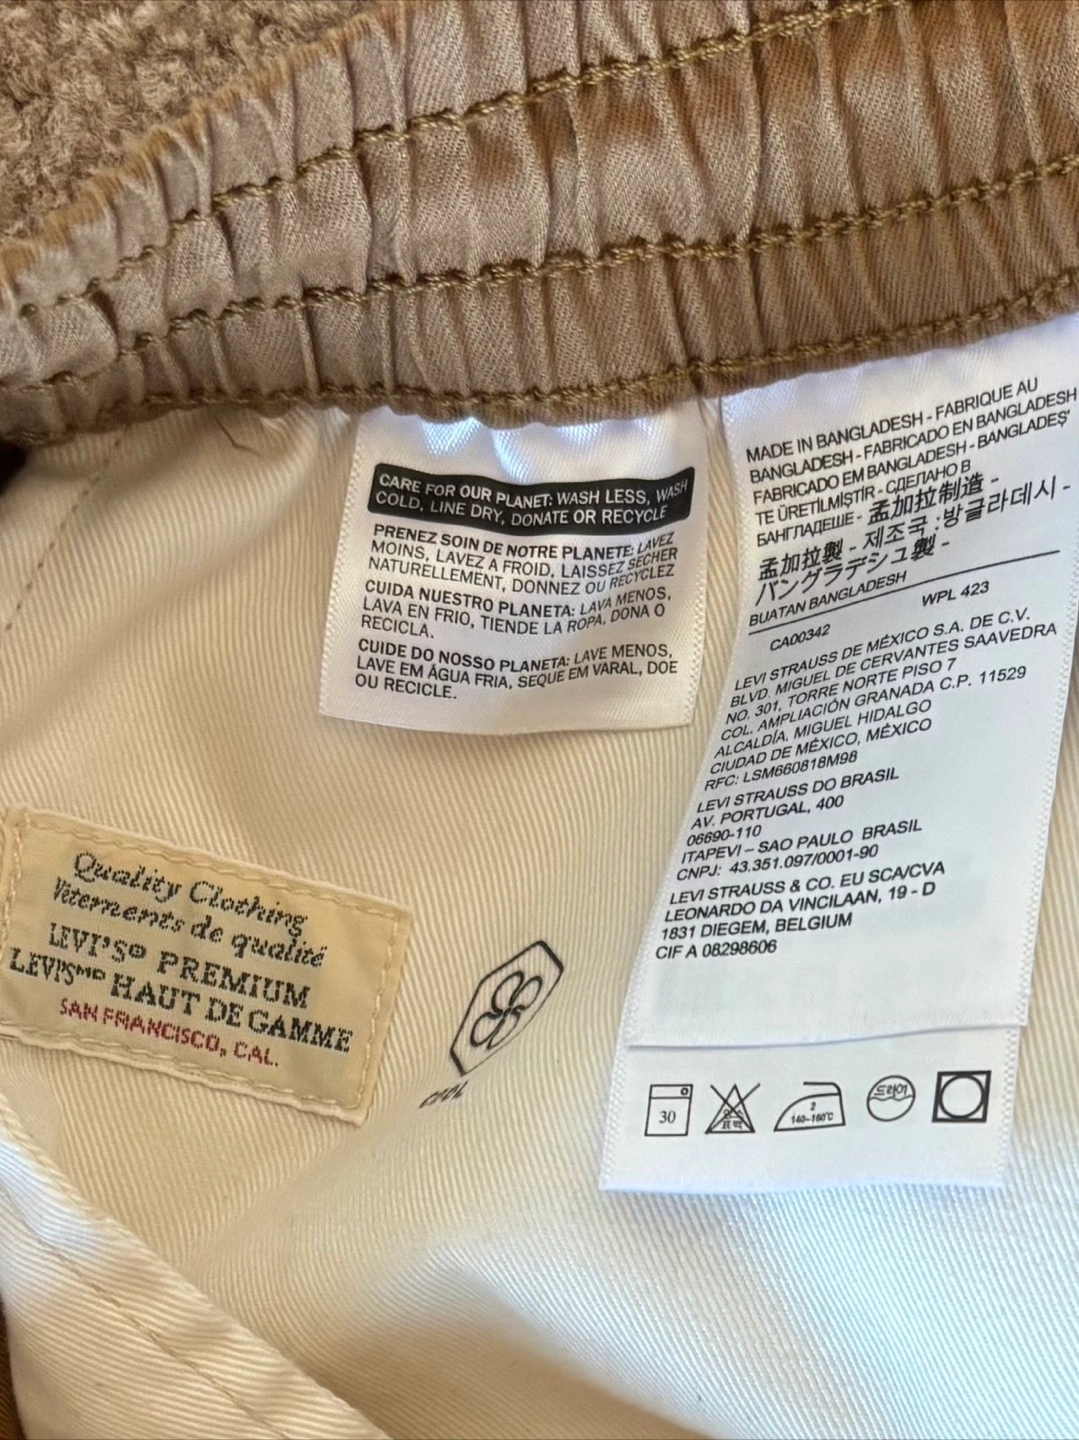 CARE FOR OUR PLANET: WASH LESS, WASH
COLD, LINE DRY, DONATE OR RECYCLE
PRENEZ SOIN DE NOTRE PLANETE: LAVEZ
MOINS, LAVEZ A FROID, LAISSEZ SÉCHER
NATURELLEMENT, DONNEZ OU RECYCLEZ
CUIDA NUESTRO PLANETA: LAVA MENOS,
LAVA EN FRIO, TIENDE LA ROPA, DONA O
RECICLA.
CUIDE DO NOSSO PLANETA: LAVE MENOS,
LAVE EM ÁGUA FRIA, SEQUE EM VARAL, DOE
OU RECICLE.
MADE IN BANGLADESH - FABRIQUE AU
BANGLADESH - FABRICADO EN BANGLADESH
FABRICADO EM BANGLADESH - BANGLADEŞ'
TE ÜRETİLMİŞTİR - СДЕЛАНО В
БАНГЛАДЕШЕ - 孟加拉制造 -
孟加拉製 - 제조국 :방글라데시 -
バングラデシュ製 -
BUATAN BANGLADESH
WPL 423
CA00342
LEVI STRAUSS DE MÉXICO S.A. DE C.V.
BLVD. MIGUEL DE CERVANTES SAAVEDRA
NO. 301, TORRE NORTE PISO 7
COL. AMPLIACIÓN GRANADA C.P. 11529
ALCALDÍA. MIGUEL HIDALGO
CIUDAD DE MÉXICO, MÉXICO
RFC: LSM660818M98
LEVI STRAUSS DO BRASIL
AV. PORTUGAL, 400
06690-110
ITAPEVI – SAO PAULO BRASIL
CNPJ: 43.351.097/0001-90
LEVI STRAUSS & CO. EU SCA/CVA
LEONARDO DA VINCILAAN, 19 - D
1831 DIEGEM, BELGIUM
CIF A 08298606
Quality Clothing
Vêtements de qualité
LEVI'S® PREMIUM
LEVI'S MD HAUT DE GAMME
SAN FRANCISCO, CAL.
COOL
30
표백
2
140~160℃
드라이